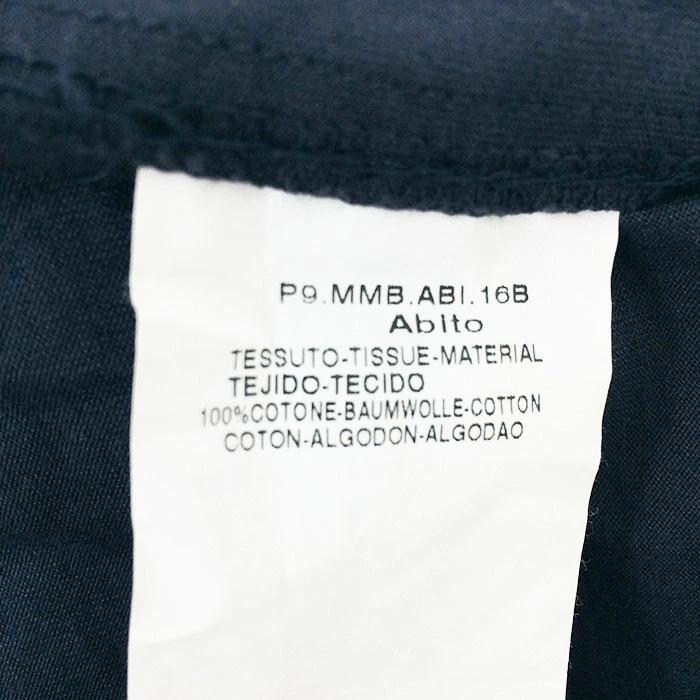 P9.MMB.ABI.16B
Abito
TESSUTO-TISSUE-MATERIAL
TEJIDO-TECIDO
100%COTONE-BAUMWOLLE-COTTON
COTON-ALGODON-ALGODAO